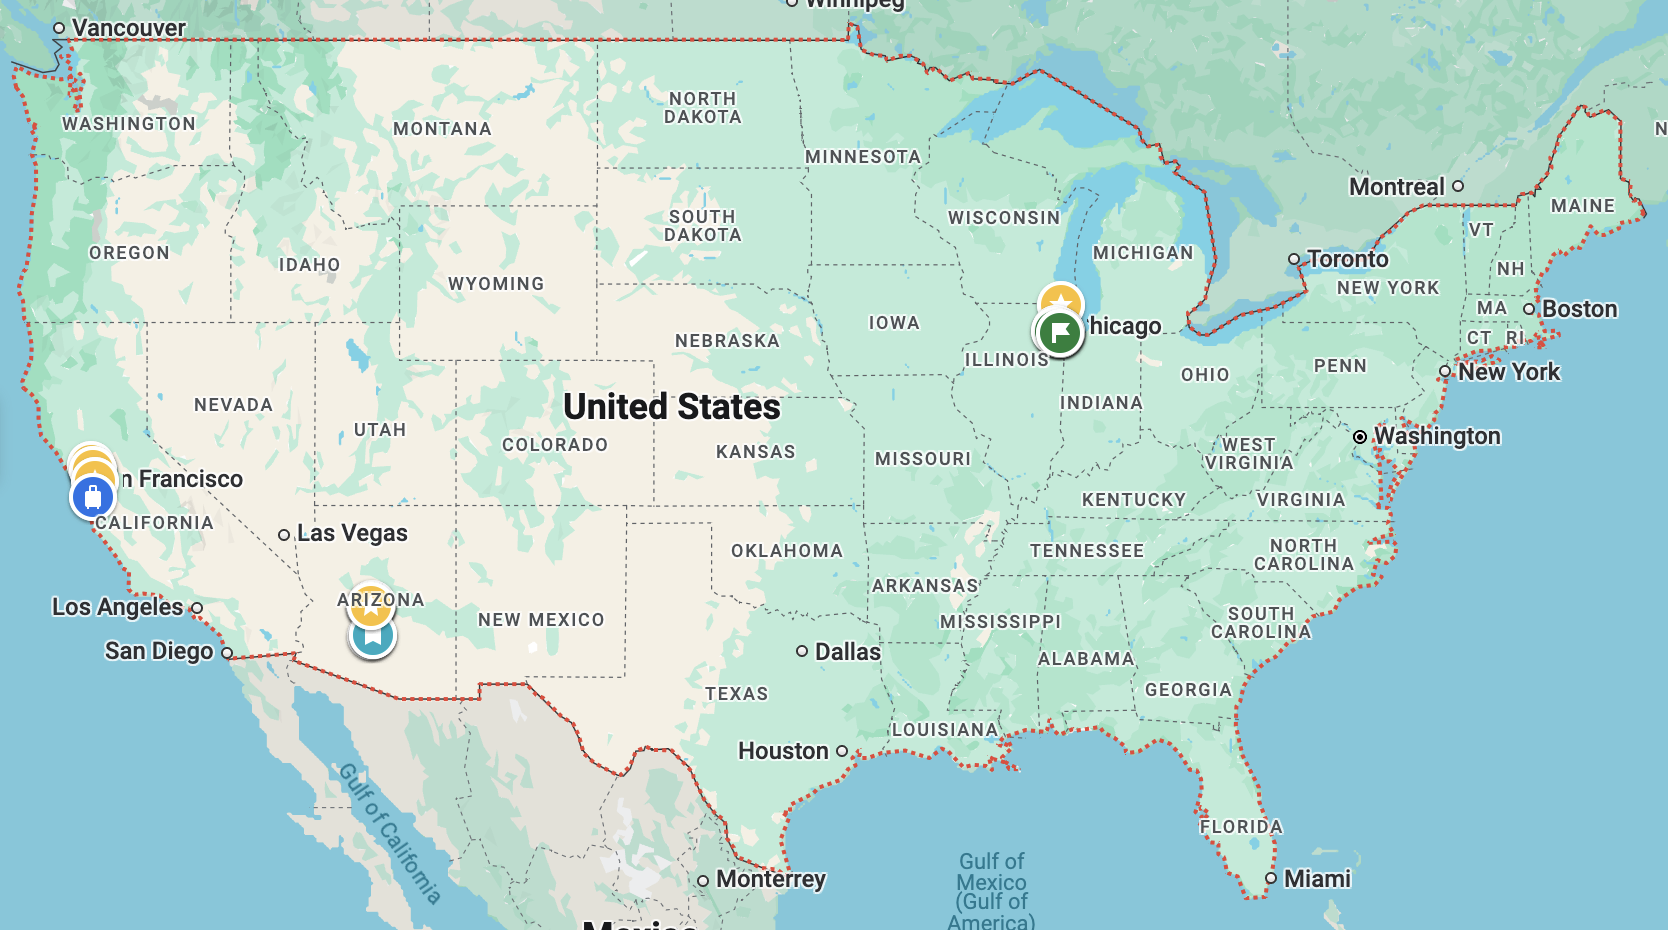 Winnipeg
Vancouver
NORTH
DAKOTA
WASHINGTON
MONTANA
MINNESOTA
Montreal
MAINE
SOUTH
DAKOTA
WISCONSIN
VT
OREGON
IDAHO
MICHIGAN
Toronto
NH
WYOMING
NEW YORK
MA
Boston
IOWA
hicago
NEBRASKA
CT
RI
ILLINOIS
PENN
OHIO
New York
NEVADA
United States
INDIANA
UTAH
COLORADO
KANSAS
MISSOURI
WEST
VIRGINIA
Washington
n Francisco
KENTUCKY
VIRGINIA
CALIFORNIA
Las Vegas
OKLAHOMA
TENNESSEE
NORTH
CAROLINA
ARKANSAS
ARIZONA
Los Angeles
NEW MEXICO
MISSISSIPPI
SOUTH
CAROLINA
San Diego
Dallas
ALABAMA
TEXAS
GEORGIA
LOUISIANA
Houston
Gulf of California
FLORIDA
Gulf of
Mexico
(Gulf of
America)
Monterrey
Miami
Mexico
N